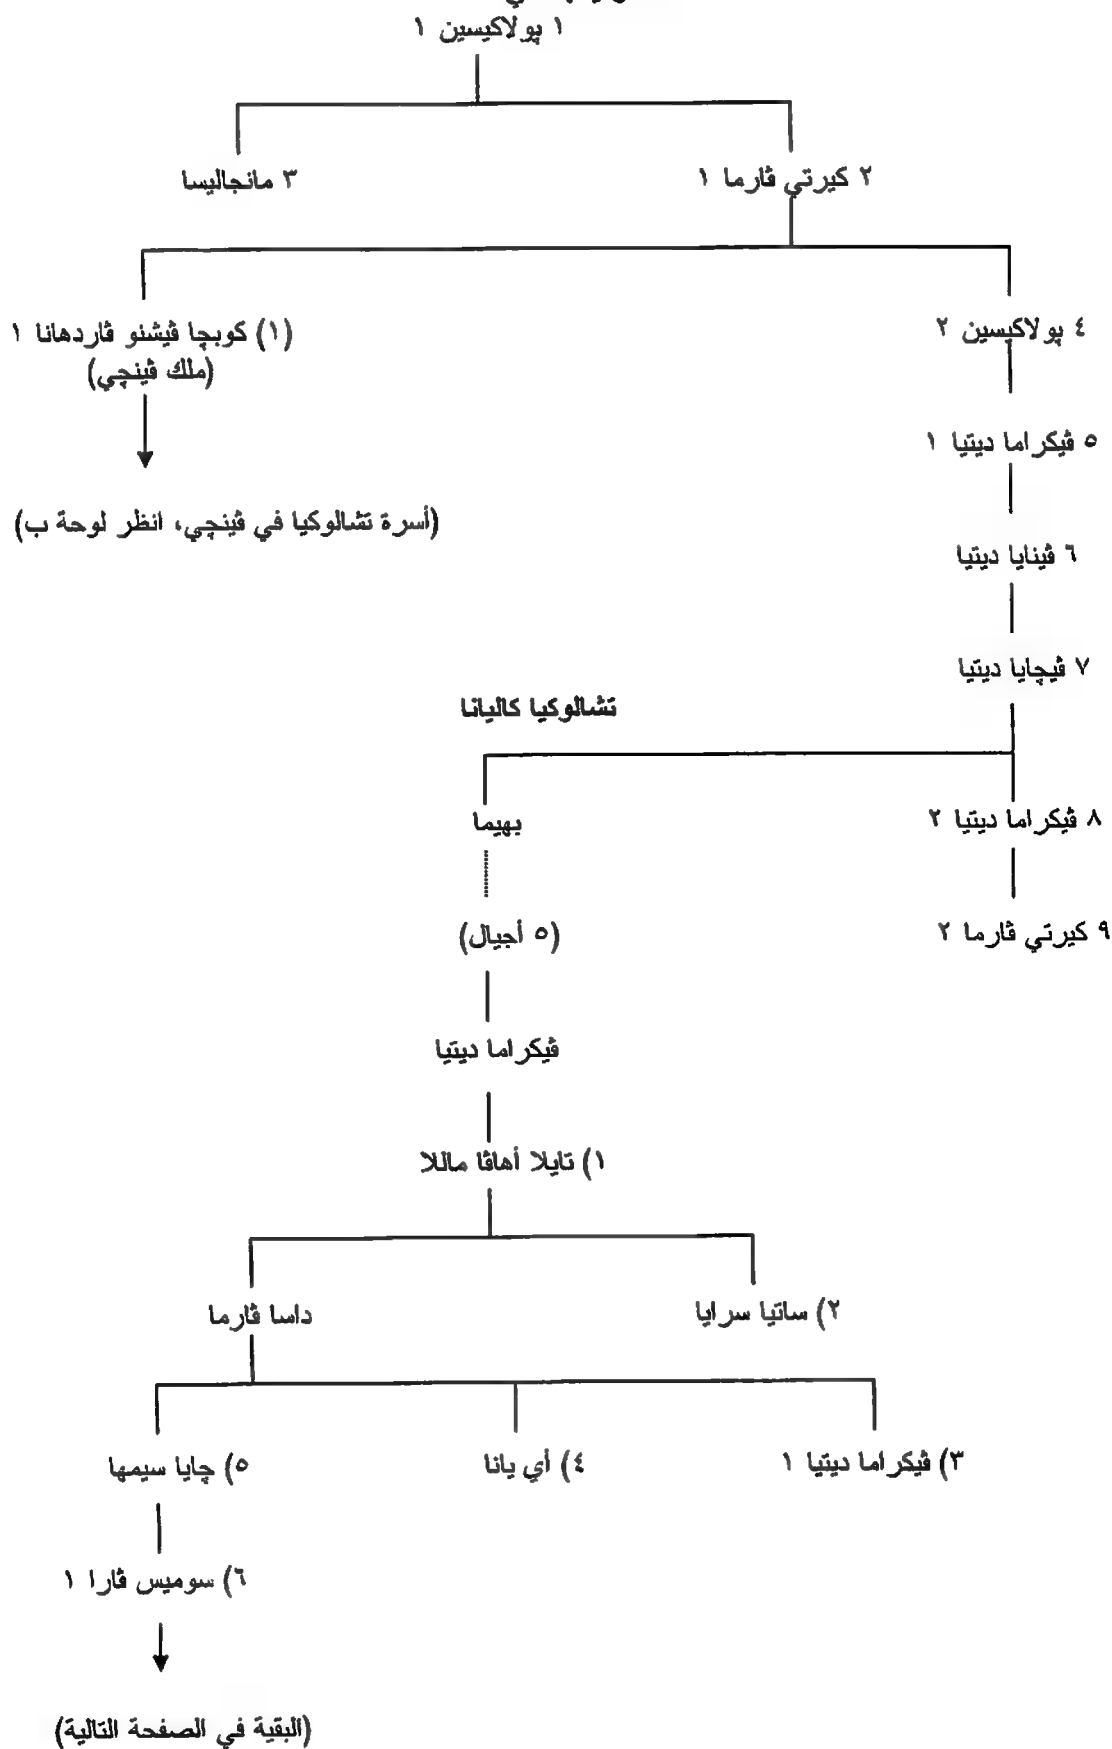 ١ پولاكيسين ١
٢ كيرتي ڤارما ١
٣ مانجاليسا
٤ پولاكيسين ٢
(١) كوبچا ڤيشنو ڤاردهانا ١
(ملك ڤينچي)
٥ ڤيكراما ديتيا ١
(أسرة تشالوكيا في ڤينچي، انظر لوحة ب)
٦ ڤينايا ديتيا
٧ ڤيچايا ديتيا
تشالوكيا كاليانا
٨ ڤيكراما ديتيا ٢
بهيما
٩ كيرتي ڤارما ٢
(٥ أجيال)
ڤيكراما ديتيا
١) تايلا أهاڤا ماللا
٢) ساتيا سرايا
داسا ڤارما
٣) ڤيكراما ديتيا ١
٤) أي يانا
٥) چايا سيمها
٦) سوميس ڤارا ١
(البقية في الصفحة التالية)